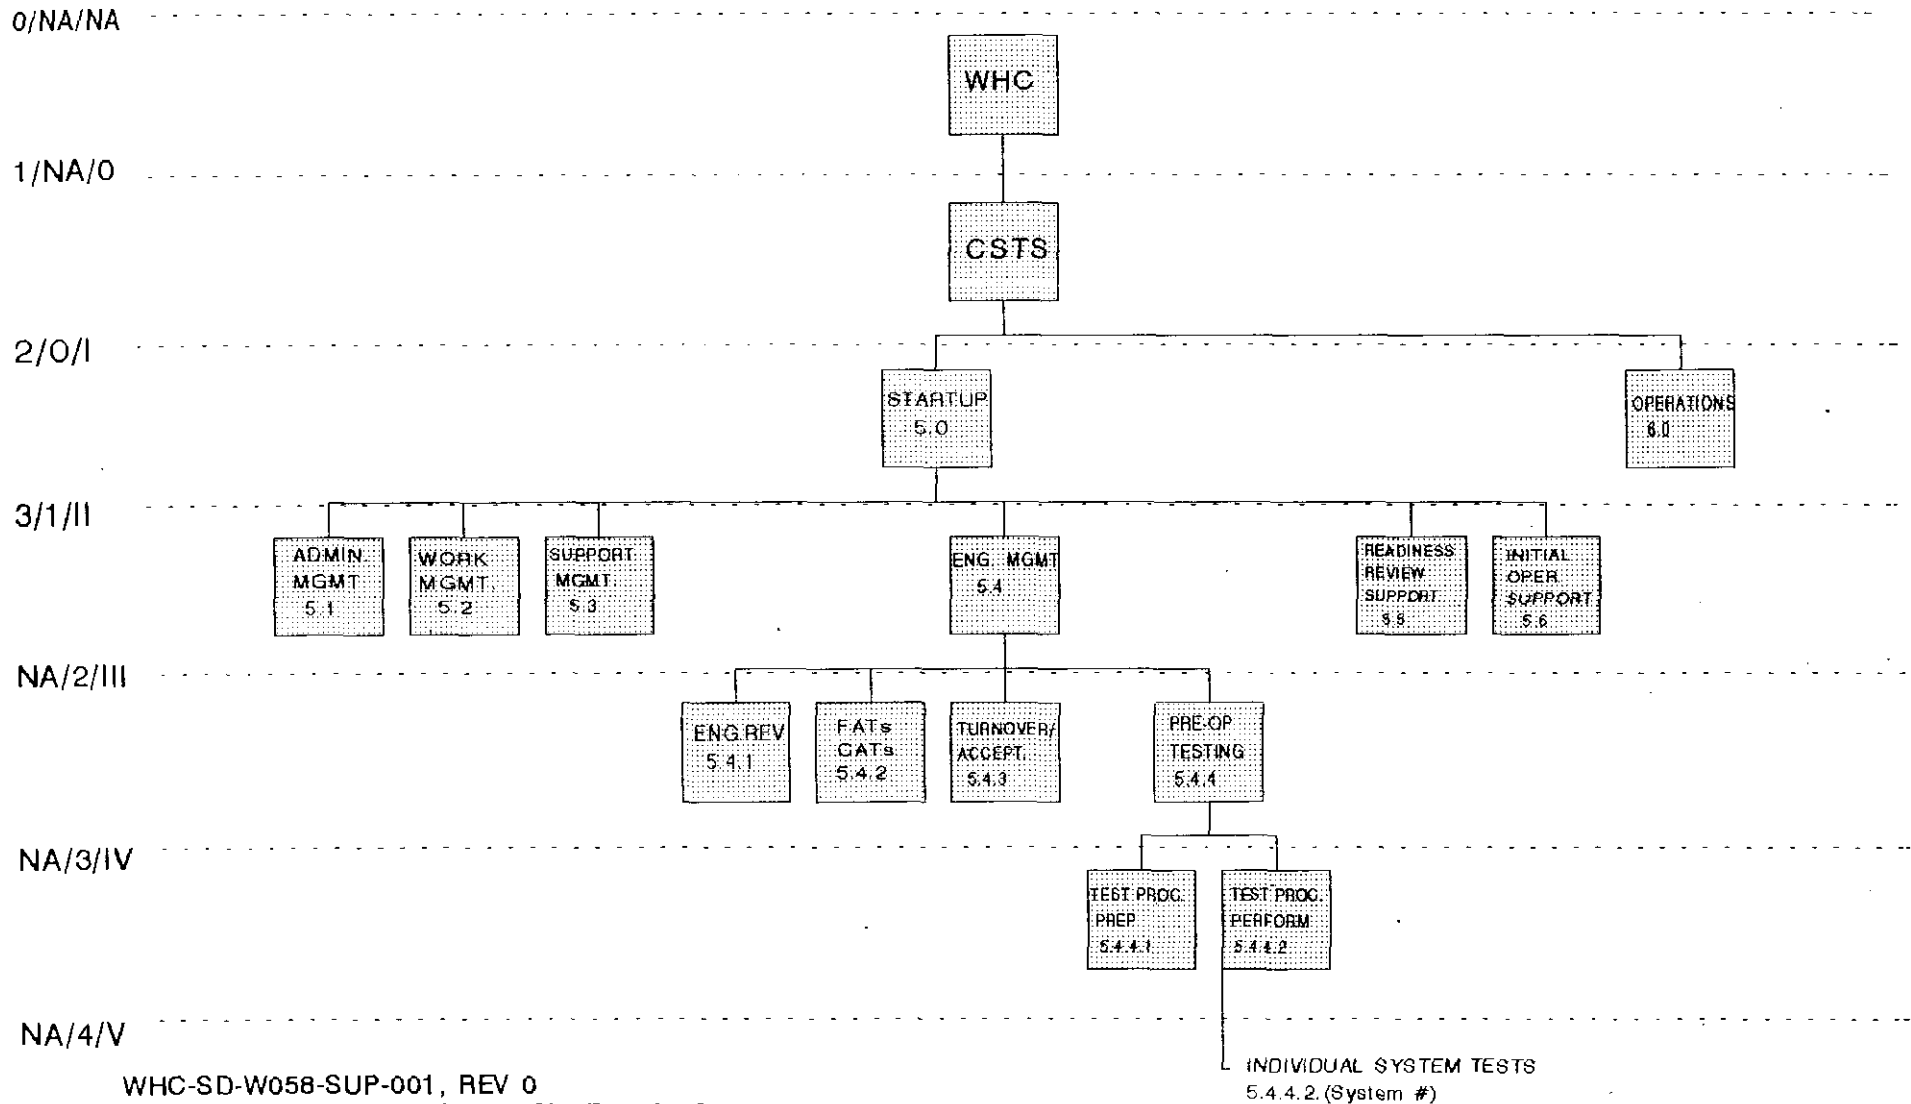 0/NA/NA
WHC
1/NA/0
CSTS
2/0/I
STARTUP
5.0
OPERATIONS
6.0
3/1/II
ADMIN.
MGMT
5.1
WORK
MGMT.
5.2
SUPPORT
MGMT.
5.3
ENG. MGMT
5.4
READINESS
REVIEW
SUPPORT
5.5
INITIAL
OPER.
SUPPORT
5.6
NA/2/III
ENG.REV
5.4.1
FATs
CATs
5.4.2
TURNOVER/
ACCEPT.
5.4.3
PRE-OP
TESTING
5.4.4
NA/3/IV
TEST PROC.
PREP
5.4.4.1
TEST PROC.
PERFORM
5.4.4.2
NA/4/V
INDIVIDUAL SYSTEM TESTS
5.4.4.2.(System #)
WHC-SD-W058-SUP-001, REV 0